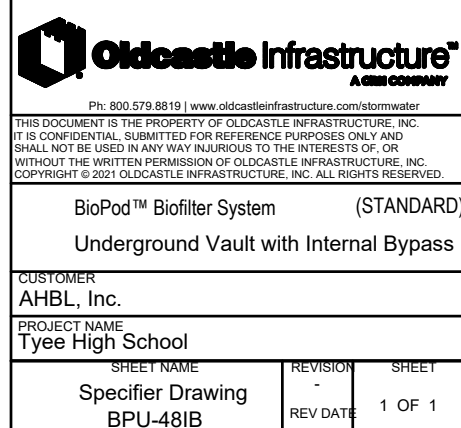 Oldcastle Infrastructure™
A CRH COMPANY
Ph: 800.579.8819 | www.oldcastleinfrastructure.com/stormwater
THIS DOCUMENT IS THE PROPERTY OF OLDCASTLE INFRASTRUCTURE, INC.
IT IS CONFIDENTIAL, SUBMITTED FOR REFERENCE PURPOSES ONLY AND
SHALL NOT BE USED IN ANY WAY INJURIOUS TO THE INTERESTS OF, OR
WITHOUT THE WRITTEN PERMISSION OF OLDCASTLE INFRASTRUCTURE, INC.
COPYRIGHT © 2021 OLDCASTLE INFRASTRUCTURE, INC. ALL RIGHTS RESERVED.
BioPod™ Biofilter System (STANDARD)
Underground Vault with Internal Bypass
CUSTOMER
AHBL, Inc.
PROJECT NAME
Tyee High School
SHEET NAME
Specifier Drawing
BPU-48IB
REVISION
-
REV DATE
SHEET
1 OF 1